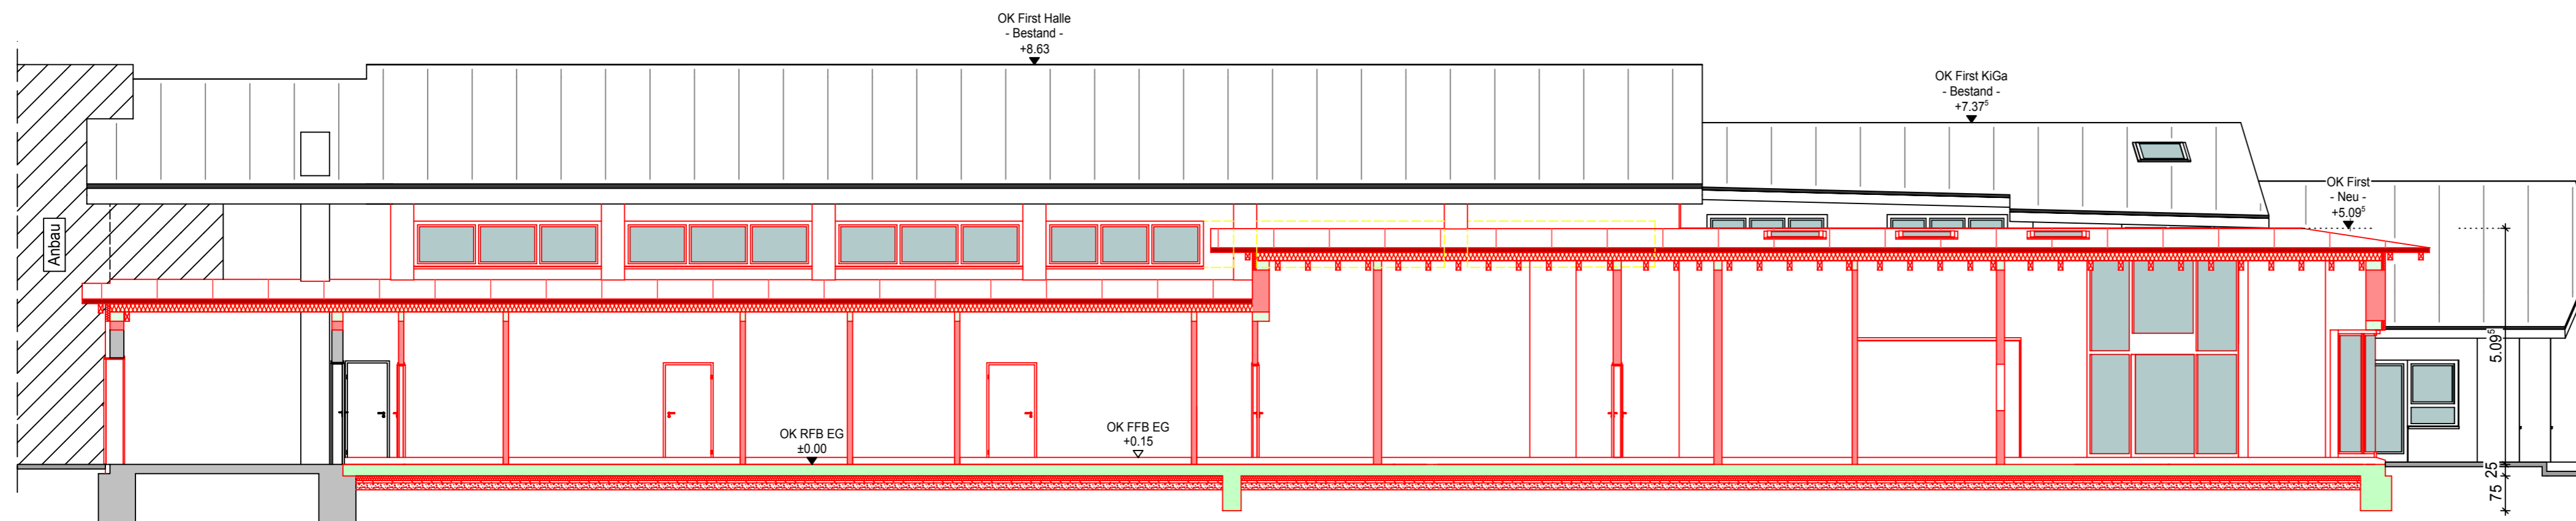 OK First Halle
- Bestand -
+8.63
OK First KiGa
- Bestand -
+7.37⁵
OK First
- Neu -
+5.09⁵
Anbau
OK RFB EG
±0.00
OK FFB EG
+0.15
5.09⁵
25
75